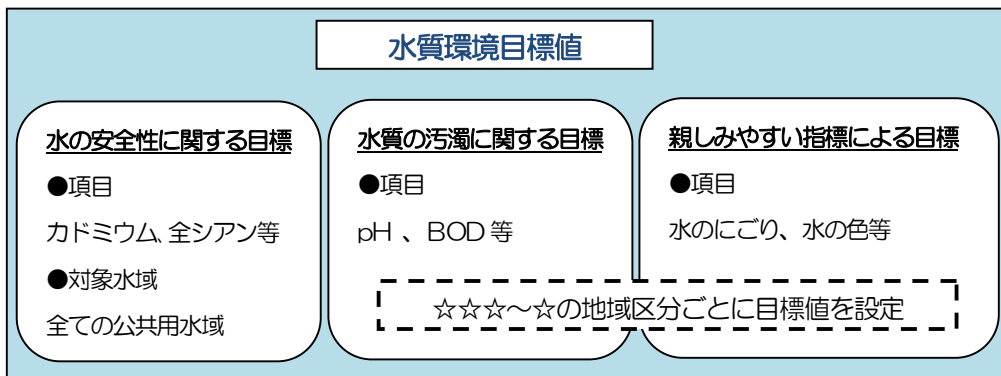 水質環境目標値
水の安全性に関する目標
●項目
カドミウム、全シアン等
●対象水域
全ての公共用水域
水質の汚濁に関する目標
●項目
pH 、BOD 等
親しみやすい指標による目標
●項目
水のにごり、水の色等
☆☆☆~☆の地域区分ごとに目標値を設定